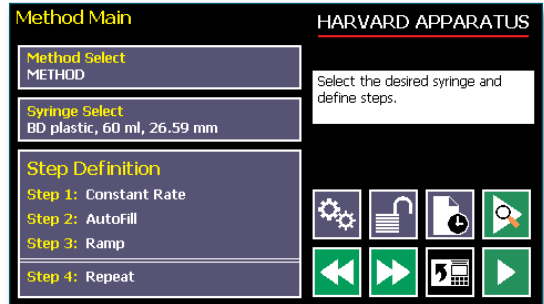 Method Main
Method Select
METHOD
Syringe Select
BD plastic, 60 ml, 26.59 mm
Step Definition
Step 1: Constant Rate
Step 2: AutoFill
Step 3: Ramp
Step 4: Repeat
HARVARD APPARATUS
Select the desired syringe and
define steps.